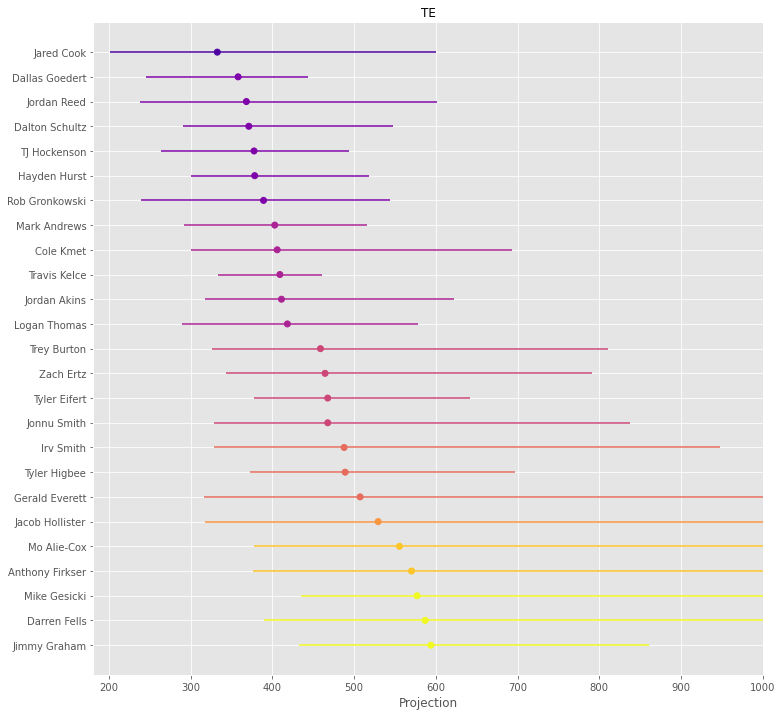 TE
Jared Cook
Dallas Goedert
Jordan Reed
Dalton Schultz
TJ Hockenson
Hayden Hurst
Rob Gronkowski
Mark Andrews
Cole Kmet
Travis Kelce
Jordan Akins
Logan Thomas
Trey Burton
Zach Ertz
Tyler Eifert
Jonnu Smith
Irv Smith
Tyler Higbee
Gerald Everett
Jacob Hollister
Mo Alie-Cox
Anthony Firkser
Mike Gesicki
Darren Fells
Jimmy Graham
200 300 400 500 600 700 800 900 1000
Projection